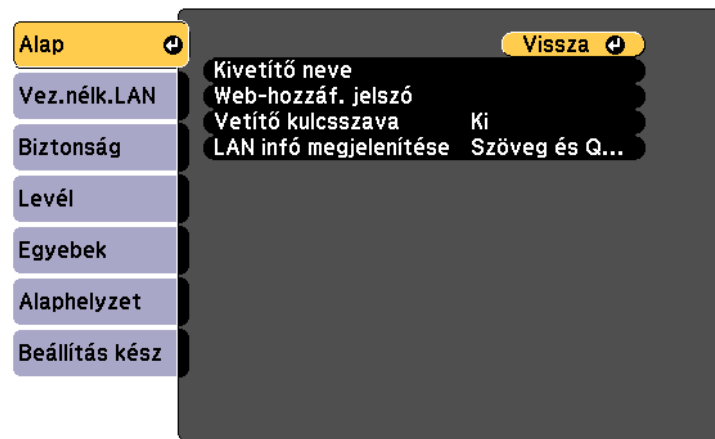 Alap
Vez.nélk.LAN
Biztonság
Levél
Egyebek
Alaphelyzet
Beállítás kész
Vissza
Kivetítő neve
Web-hozzáf. jelszó
Vetítő kulcsszava Ki
LAN infó megjelenítése Szöveg és Q...